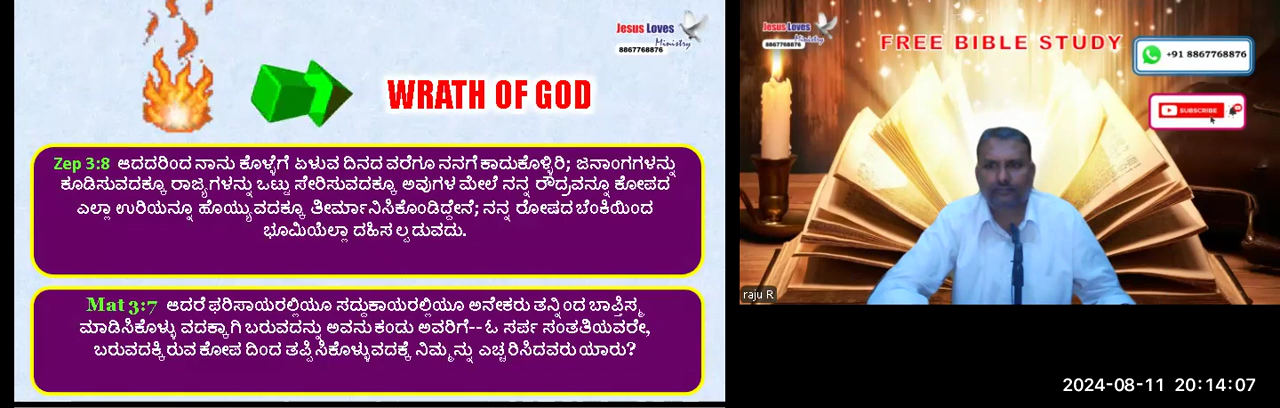 Jesus Loves
Ministry
8867768876
WRATH OF GOD
Zep 3:8 ಆದದರಿಂದ ನಾನು ಕೊಳ್ಳೆಗೆ ಏಳುವ ದಿನದ ವರೆಗೂ ನನಗೆ ಕಾದುಕೊಳ್ಳಿರಿ; ಜನಾಂಗಗಳನ್ನು
ಕೂಡಿಸುವದಕ್ಕೂ ರಾಜ್ಯಗಳನ್ನು ಒಟ್ಟು ಸೇರಿಸುವದಕ್ಕೂ ಅವುಗಳ ಮೇಲೆ ನನ್ನ ರೌದ್ರವನ್ನೂ ಕೋಪದ
ಎಲ್ಲಾ ಉರಿಯನ್ನೂ ಹೊಯ್ಯುವದಕ್ಕೂ ತೀರ್ಮಾನಿಸಿಕೊಂಡಿದ್ದೇನೆ; ನನ್ನ ರೋಷದ ಬೆಂಕಿಯಿಂದ
ಭೂಮಿಯೆಲ್ಲಾ ದಹಿಸ ಲ್ಪಡುವದು.
Mat 3:7 ಆದರೆ ಫರಿಸಾಯರಲ್ಲಿಯೂ ಸದ್ದುಕಾಯರಲ್ಲಿಯೂ ಅನೇಕರು ತನ್ನಿಂದ ಬಾಪ್ತಿಸ್ಮ
ಮಾಡಿಸಿಕೊಳ್ಳು ವದಕ್ಕಾಗಿ ಬರುವದನ್ನು ಅವನು ಕಂಡು ಅವರಿಗೆ-- ಓ ಸರ್ಪ ಸಂತತಿಯವರೇ,
ಬರುವದಕ್ಕಿರುವ ಕೋಪ ದಿಂದ ತಪ್ಪಿಸಿಕೊಳ್ಳುವದಕ್ಕೆ ನಿಮ್ಮನ್ನು ಎಚ್ಚರಿಸಿದವರು ಯಾರು?
Jesus Loves
Ministry
8867768876
FREE BIBLE STUDY
+91 8867768876
SUBSCRIBE
raju R
2024-08-11 20:14:07